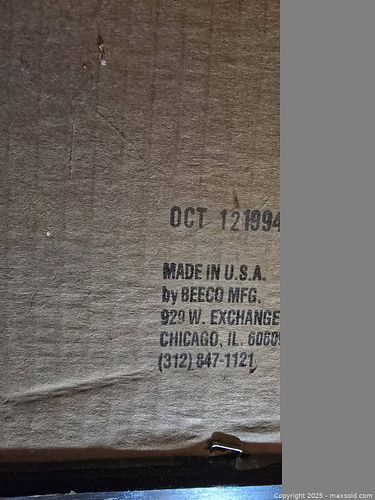 OCT 12 1994
MADE IN U.S.A.
by BEECO MFG.
929 W. EXCHANGE
CHICAGO, IL. 60609
(312) 847-1121
Copyright 2025 - maxsold.com